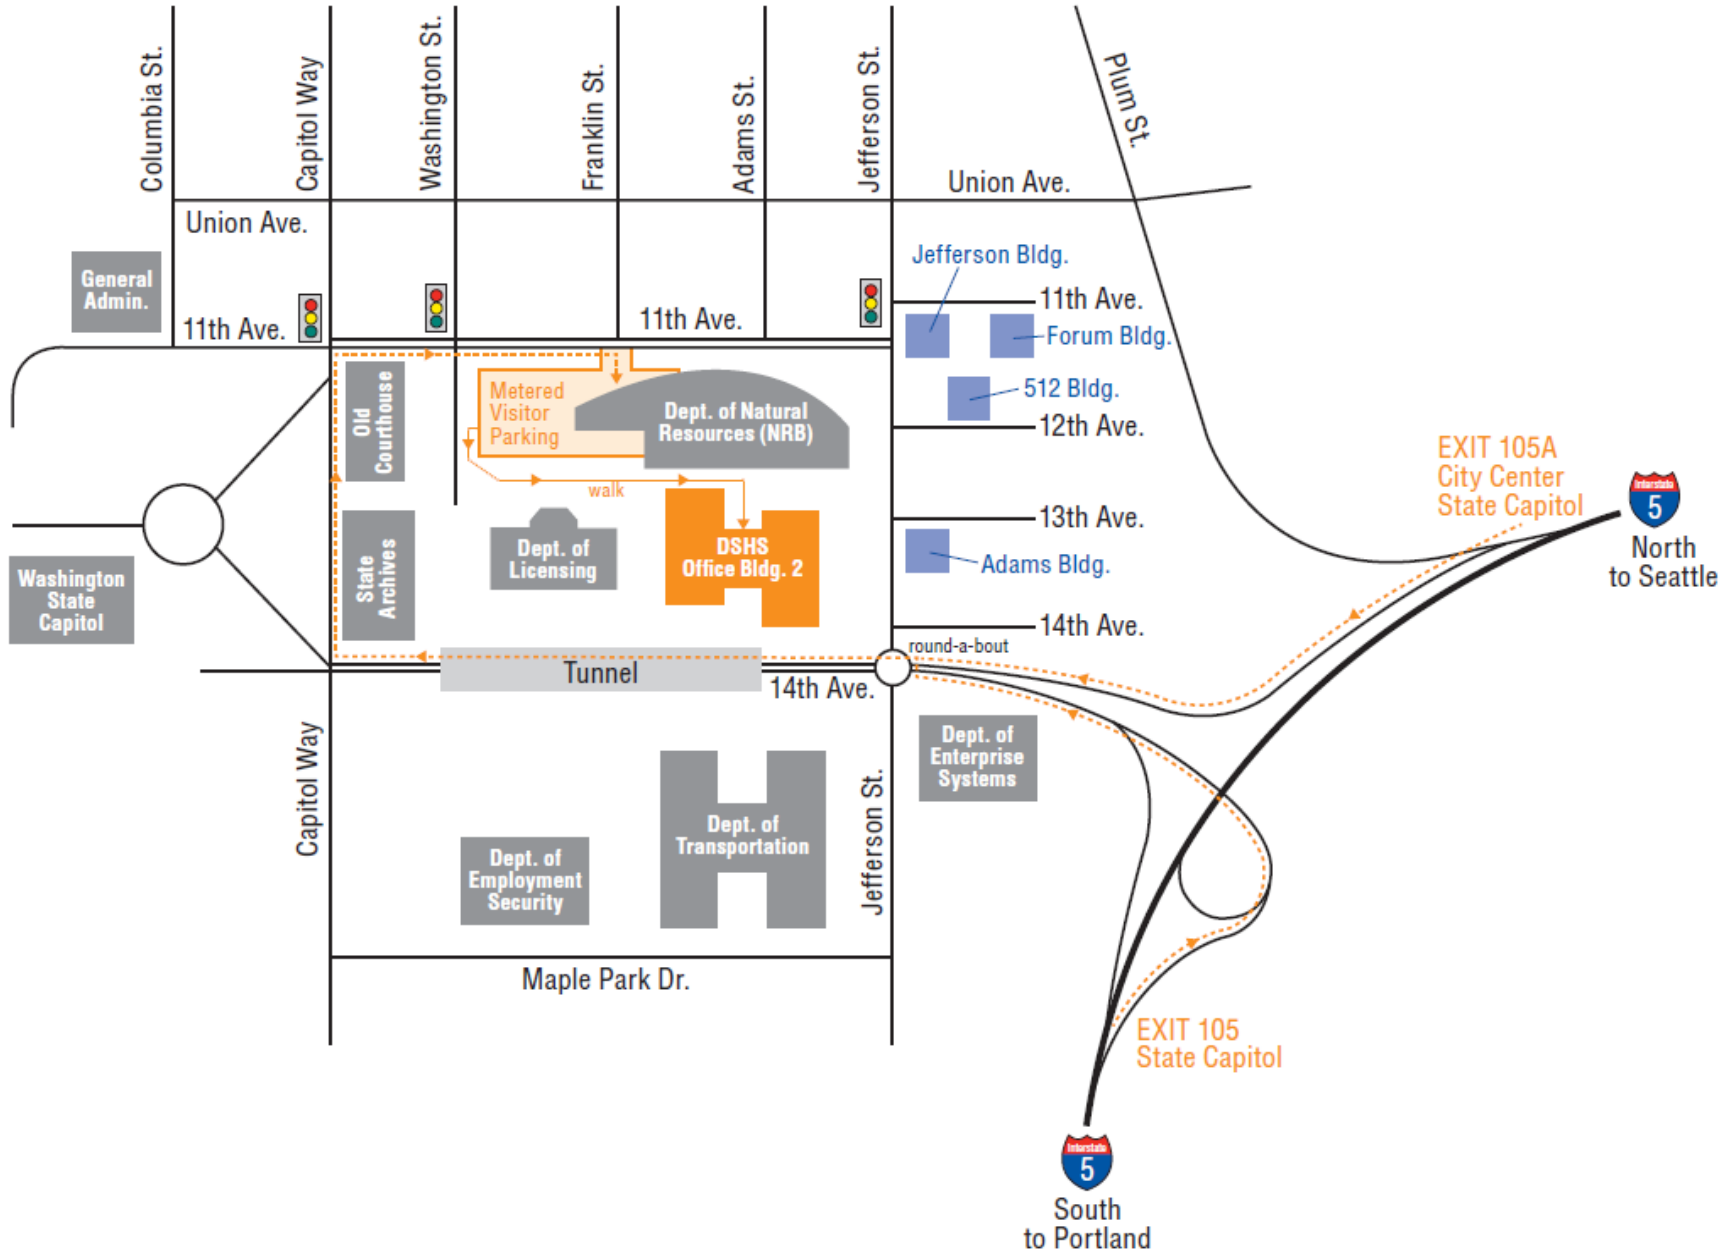 Columbia St.
Capitol Way
Washington St.
Franklin St.
Adams St.
Jefferson St.
Plum St.
Union Ave.
Union Ave.
General
Admin.
11th Ave.
11th Ave.
Jefferson Bldg.
11th Ave.
Forum Bldg.
512 Bldg.
12th Ave.
Old
Courthouse
Metered
Visitor
Parking
Dept. of Natural
Resources (NRB)
walk
EXIT 105A
City Center
State Capitol
Interstate
5
North
to Seattle
13th Ave.
Adams Bldg.
14th Ave.
Washington
State
Capitol
State
Archives
Dept. of
Licensing
DSHS
Office Bldg. 2
round-a-bout
Tunnel
14th Ave.
Dept. of
Enterprise
Systems
Capitol Way
Jefferson St.
Dept. of
Transportation
Dept. of
Employment
Security
Maple Park Dr.
EXIT 105
State Capitol
Interstate
5
South
to Portland